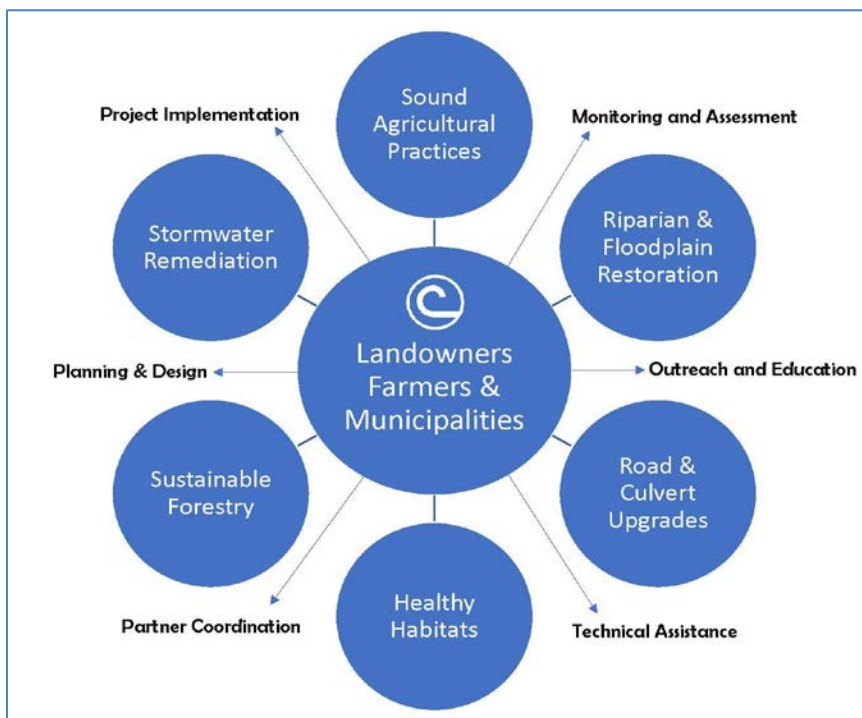 Sound
Agricultural
Practices
Project Implementation
Monitoring and Assessment
Stormwater
Remediation
Riparian &
Floodplain
Restoration
Landowners
Farmers &
Municipalities
Planning & Design
Outreach and Education
Sustainable
Forestry
Road &
Culvert
Upgrades
Healthy
Habitats
Partner Coordination
Technical Assistance